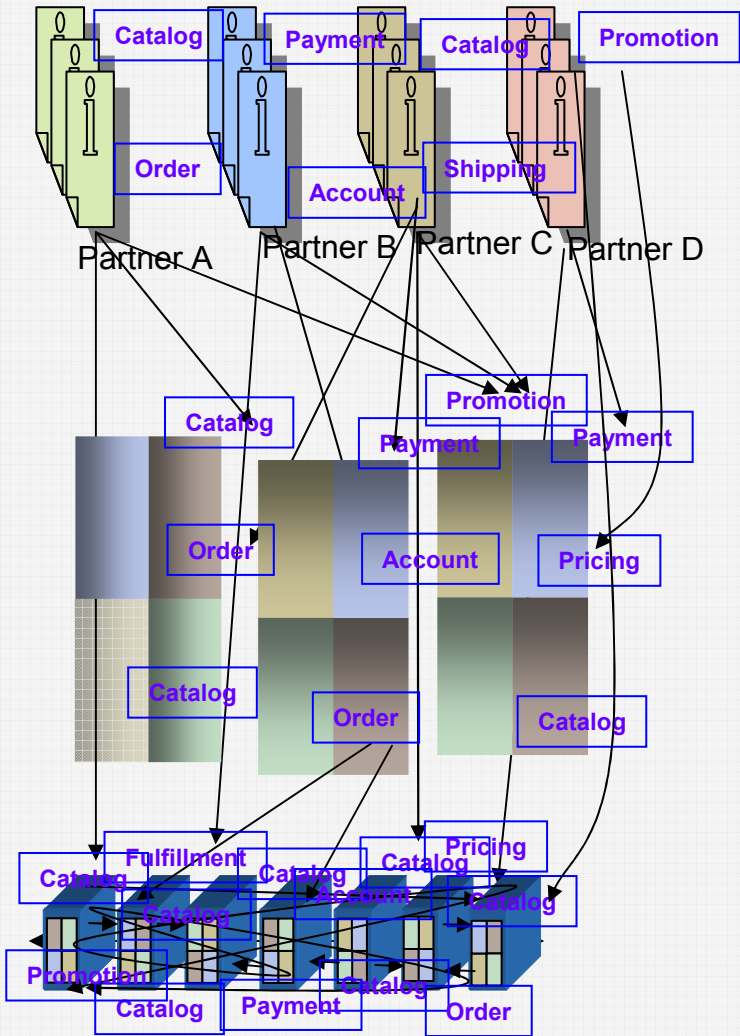 Catalog
Payment
Catalog
Promotion
Order
Account
Shipping
Partner A
Partner B
Partner C
Partner D
Promotion
Catalog
Payment
Payment
Order
Account
Pricing
Catalog
Order
Catalog
Fulfillment
Pricing
Catalog
Catalog
Catalog
Account
Catalog
Catalog
Promotion
Catalog
Payment
Catalog
Order